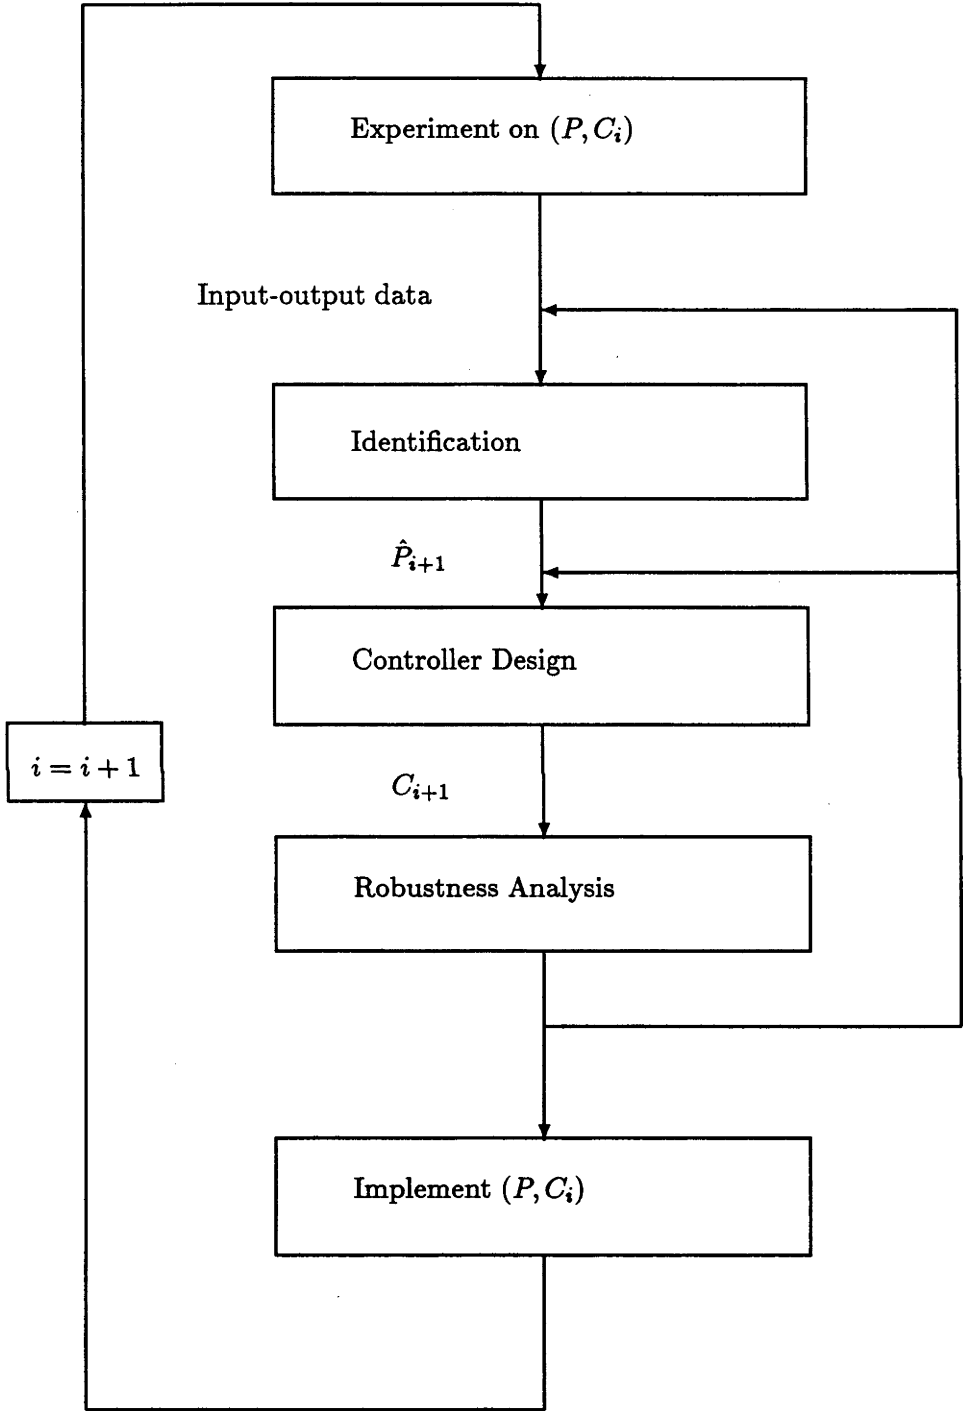 Experiment on $(P, C_i)$
Input-output data
Identification
$\hat{P}_{i+1}$
Controller Design
$i = i + 1$
$C_{i+1}$
Robustness Analysis
Implement $(P, C_i)$